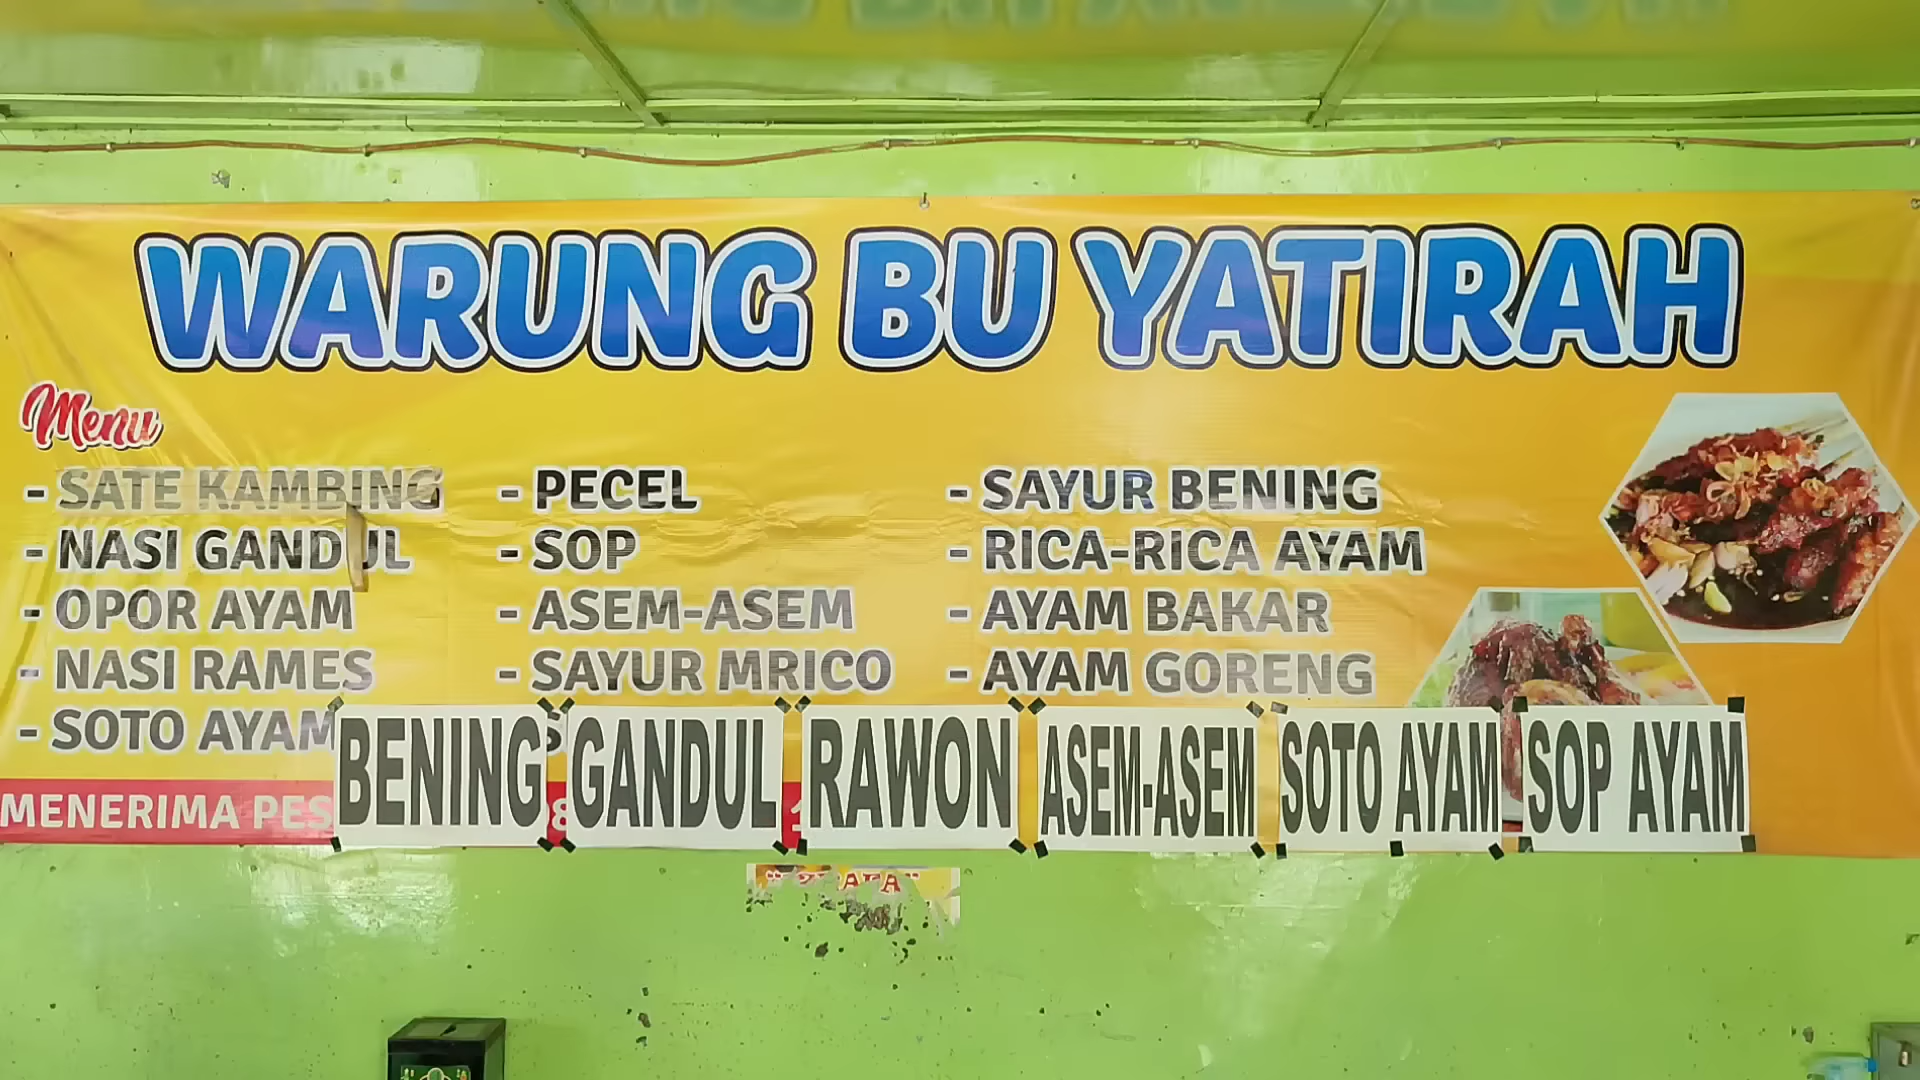 WARUNG BU YATIRAH
Menu
- SATE KAMBING
- NASI GANDUL
- OPOR AYAM
- NASI RAMES
- SOTO AYAM
- PECEL
- SOP
- ASEM-ASEM
- SAYUR MRICO
- SAYUR BENING
- RICA-RICA AYAM
- AYAM BAKAR
- AYAM GORENG
MENERIMA PES
BENING
GANDUL
RAWON
ASEM-ASEM
SOTO AYAM
SOP AYAM